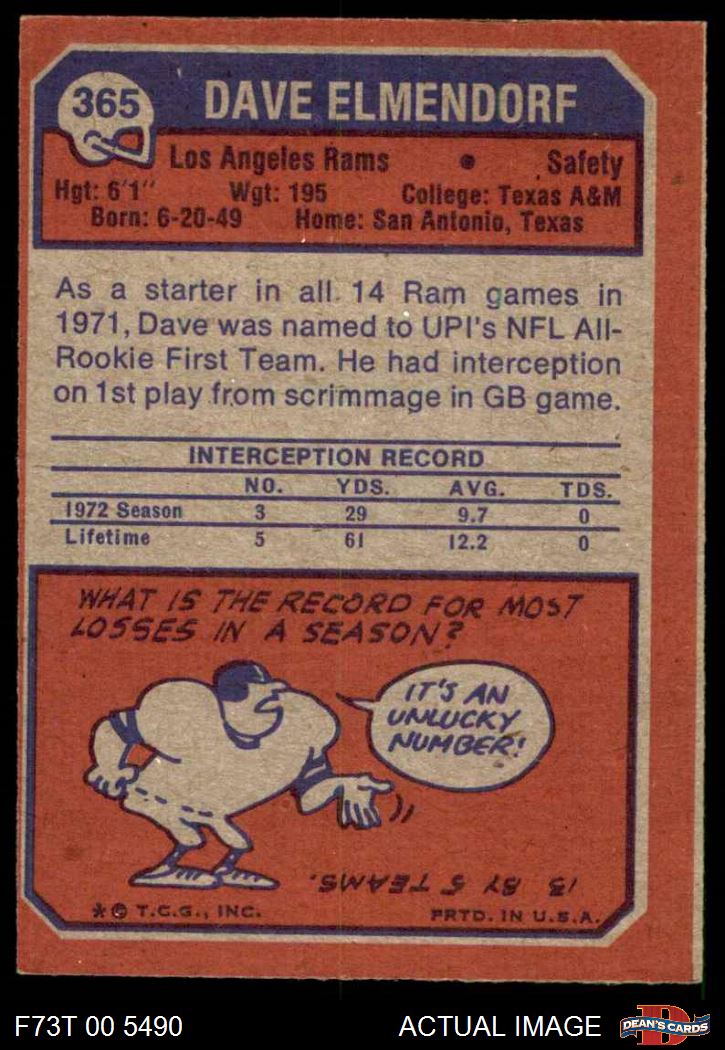 365
DAVE ELMENDORF
Los Angeles Rams • Safety
Hgt: 6'1" Wgt: 195 College: Texas A&M
Born: 6-20-49 Home: San Antonio, Texas
As a starter in all 14 Ram games in
1971, Dave was named to UPI's NFL All-
Rookie First Team. He had interception
on 1st play from scrimmage in GB game.
INTERCEPTION RECORD
NO. YDS. AVG. TDS.
1972 Season 3 29 9.7 0
Lifetime 5 61 12.2 0
WHAT IS THE RECORD FOR MOST
LOSSES IN A SEASON?
IT'S AN
UNLUCKY
NUMBER!
13 BY 5 TEAMS.
*© T.C.G., INC. PRTD. IN U.S.A.
F73T 00 5490 ACTUAL IMAGE
D
DEAN'S CARDS